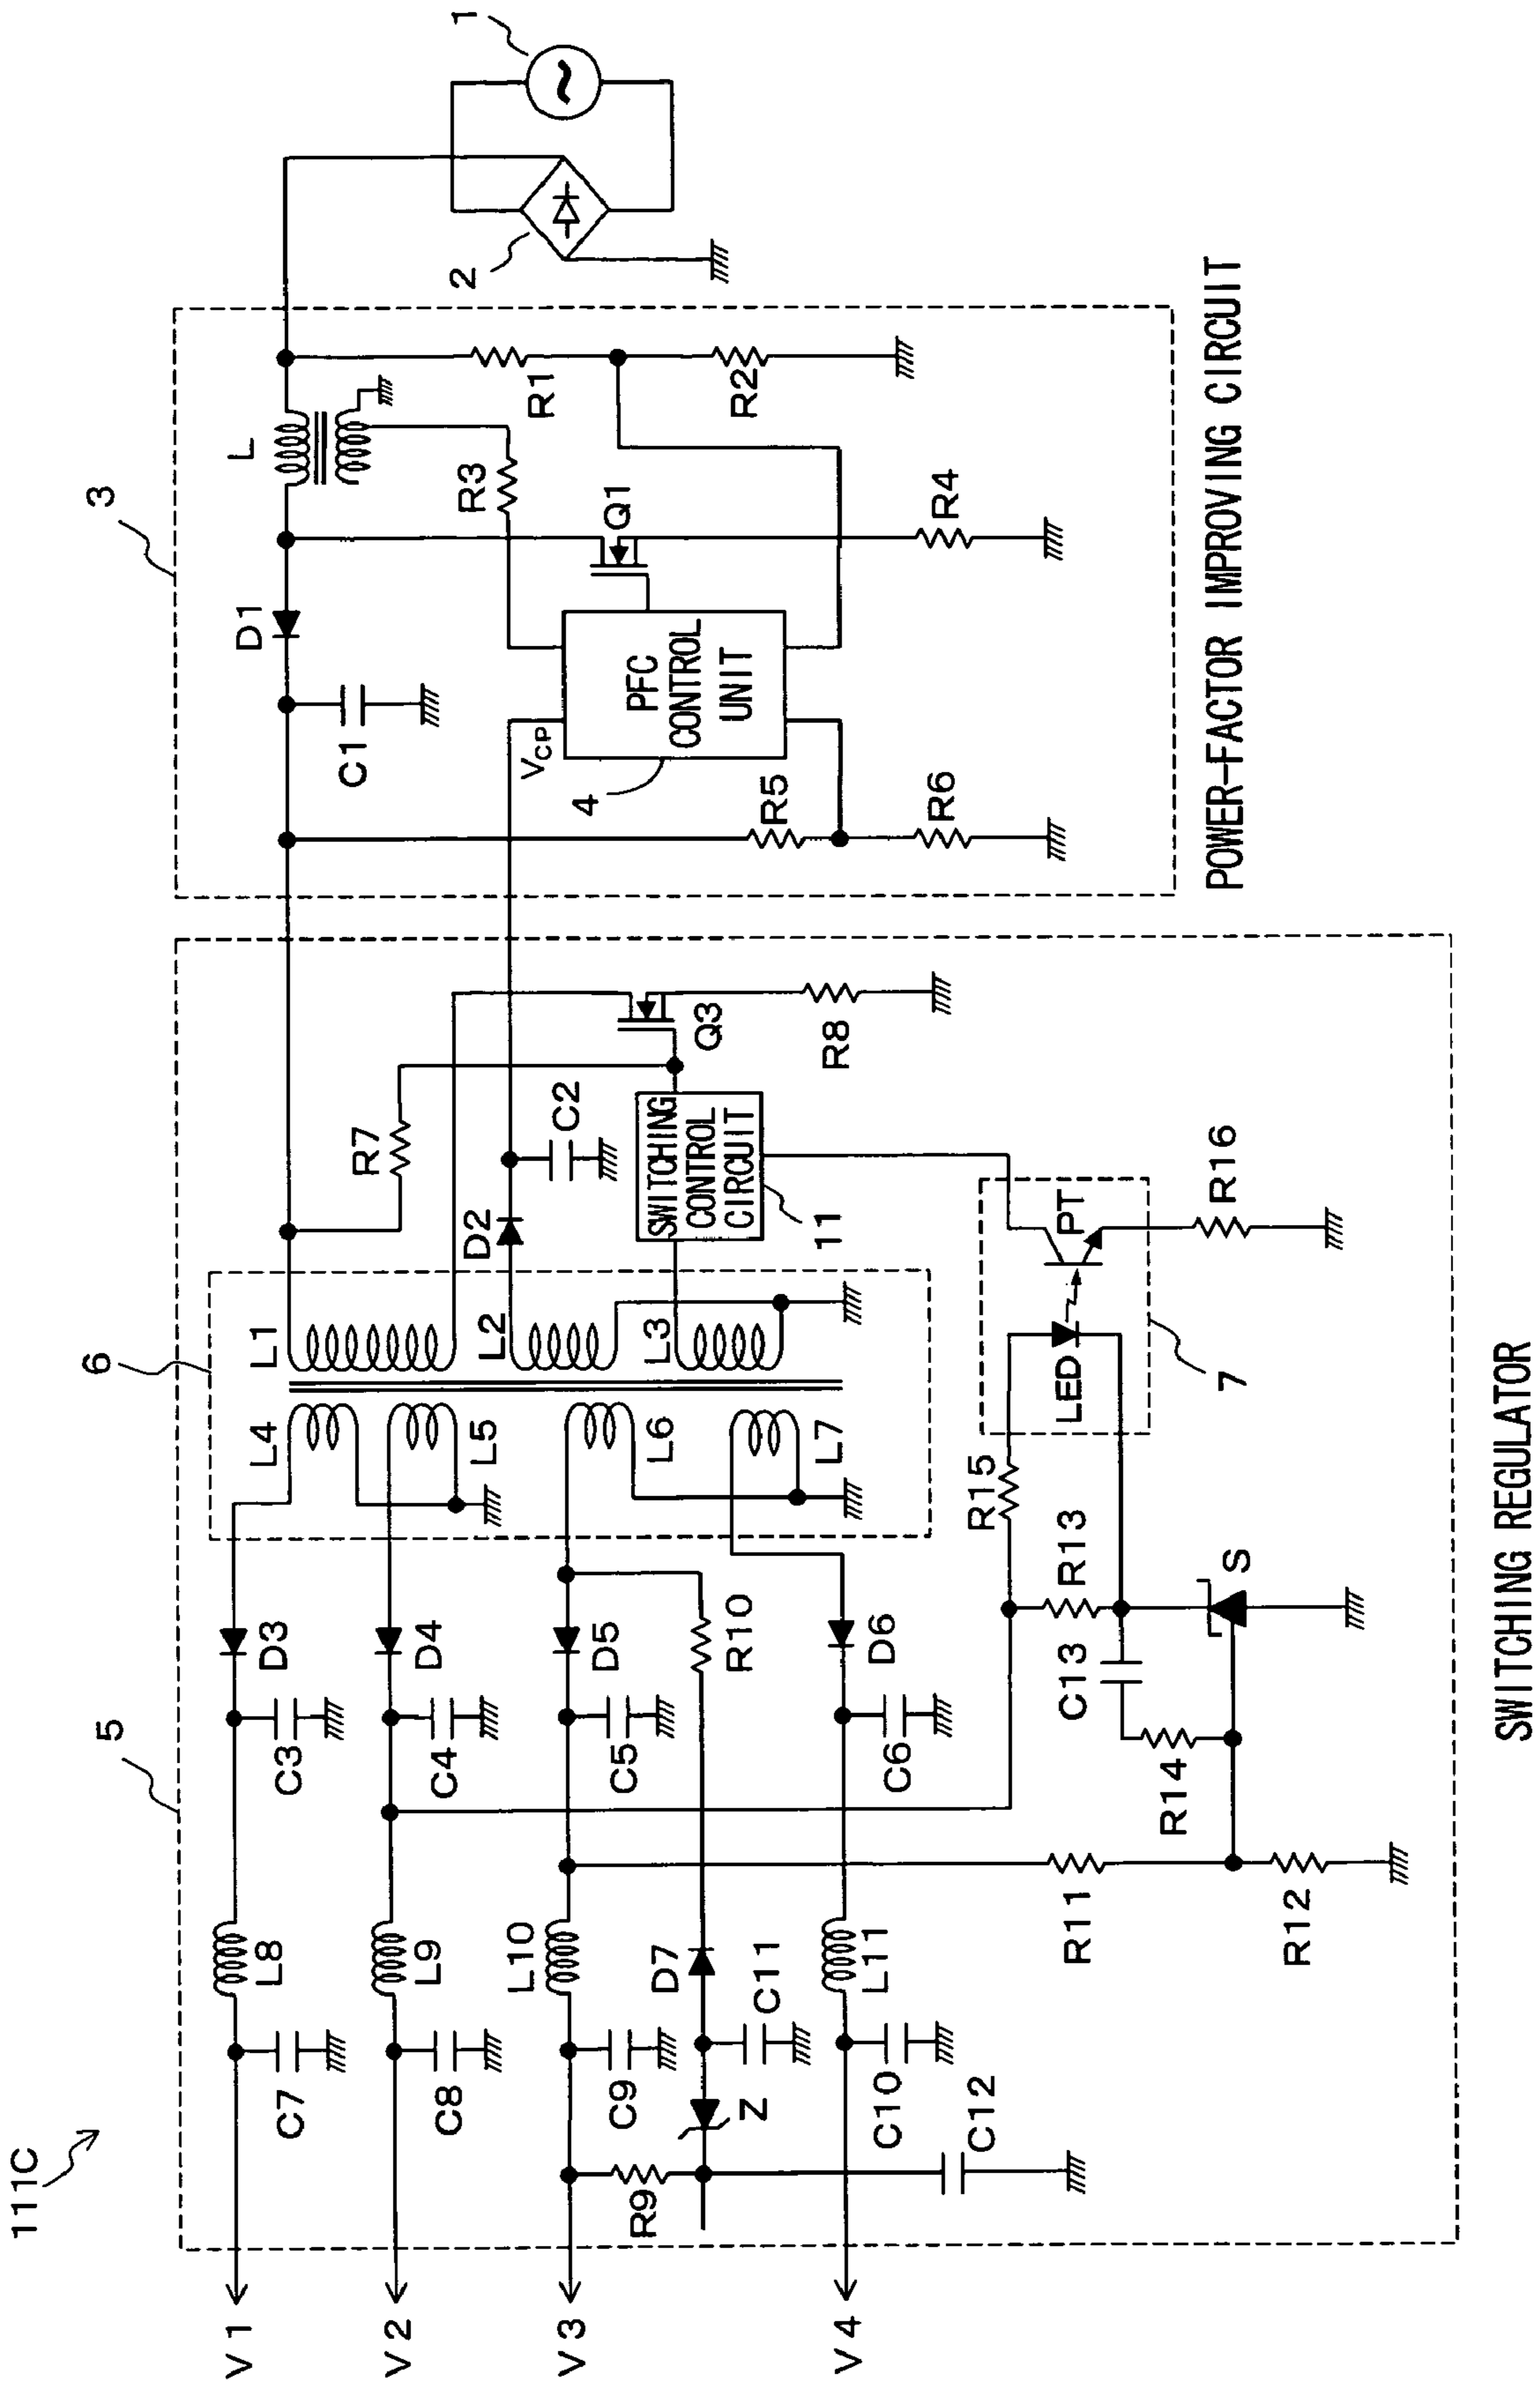 111C
1
2
3
L
R1
R2
R3
Q1
R4
D1
C1
PFC
CONTROL
UNIT
VCP
4
R5
R6
POWER-FACTOR IMPROVING CIRCUIT
5
6
Q3
R8
R7
C2
D2
SWITCHING
CONTROL
CIRCUIT
11
L1
L2
L3
L4
L5
L6
L7
PT
LED
7
R16
R15
R13
S
C13
R14
R11
R12
D3
C3
L8
C7
D4
C4
L9
C8
D5
C5
L10
C9
R10
D7
C11
Z
R9
C12
D6
C6
L11
C10
V1
V2
V3
V4
SWITCHING REGULATOR